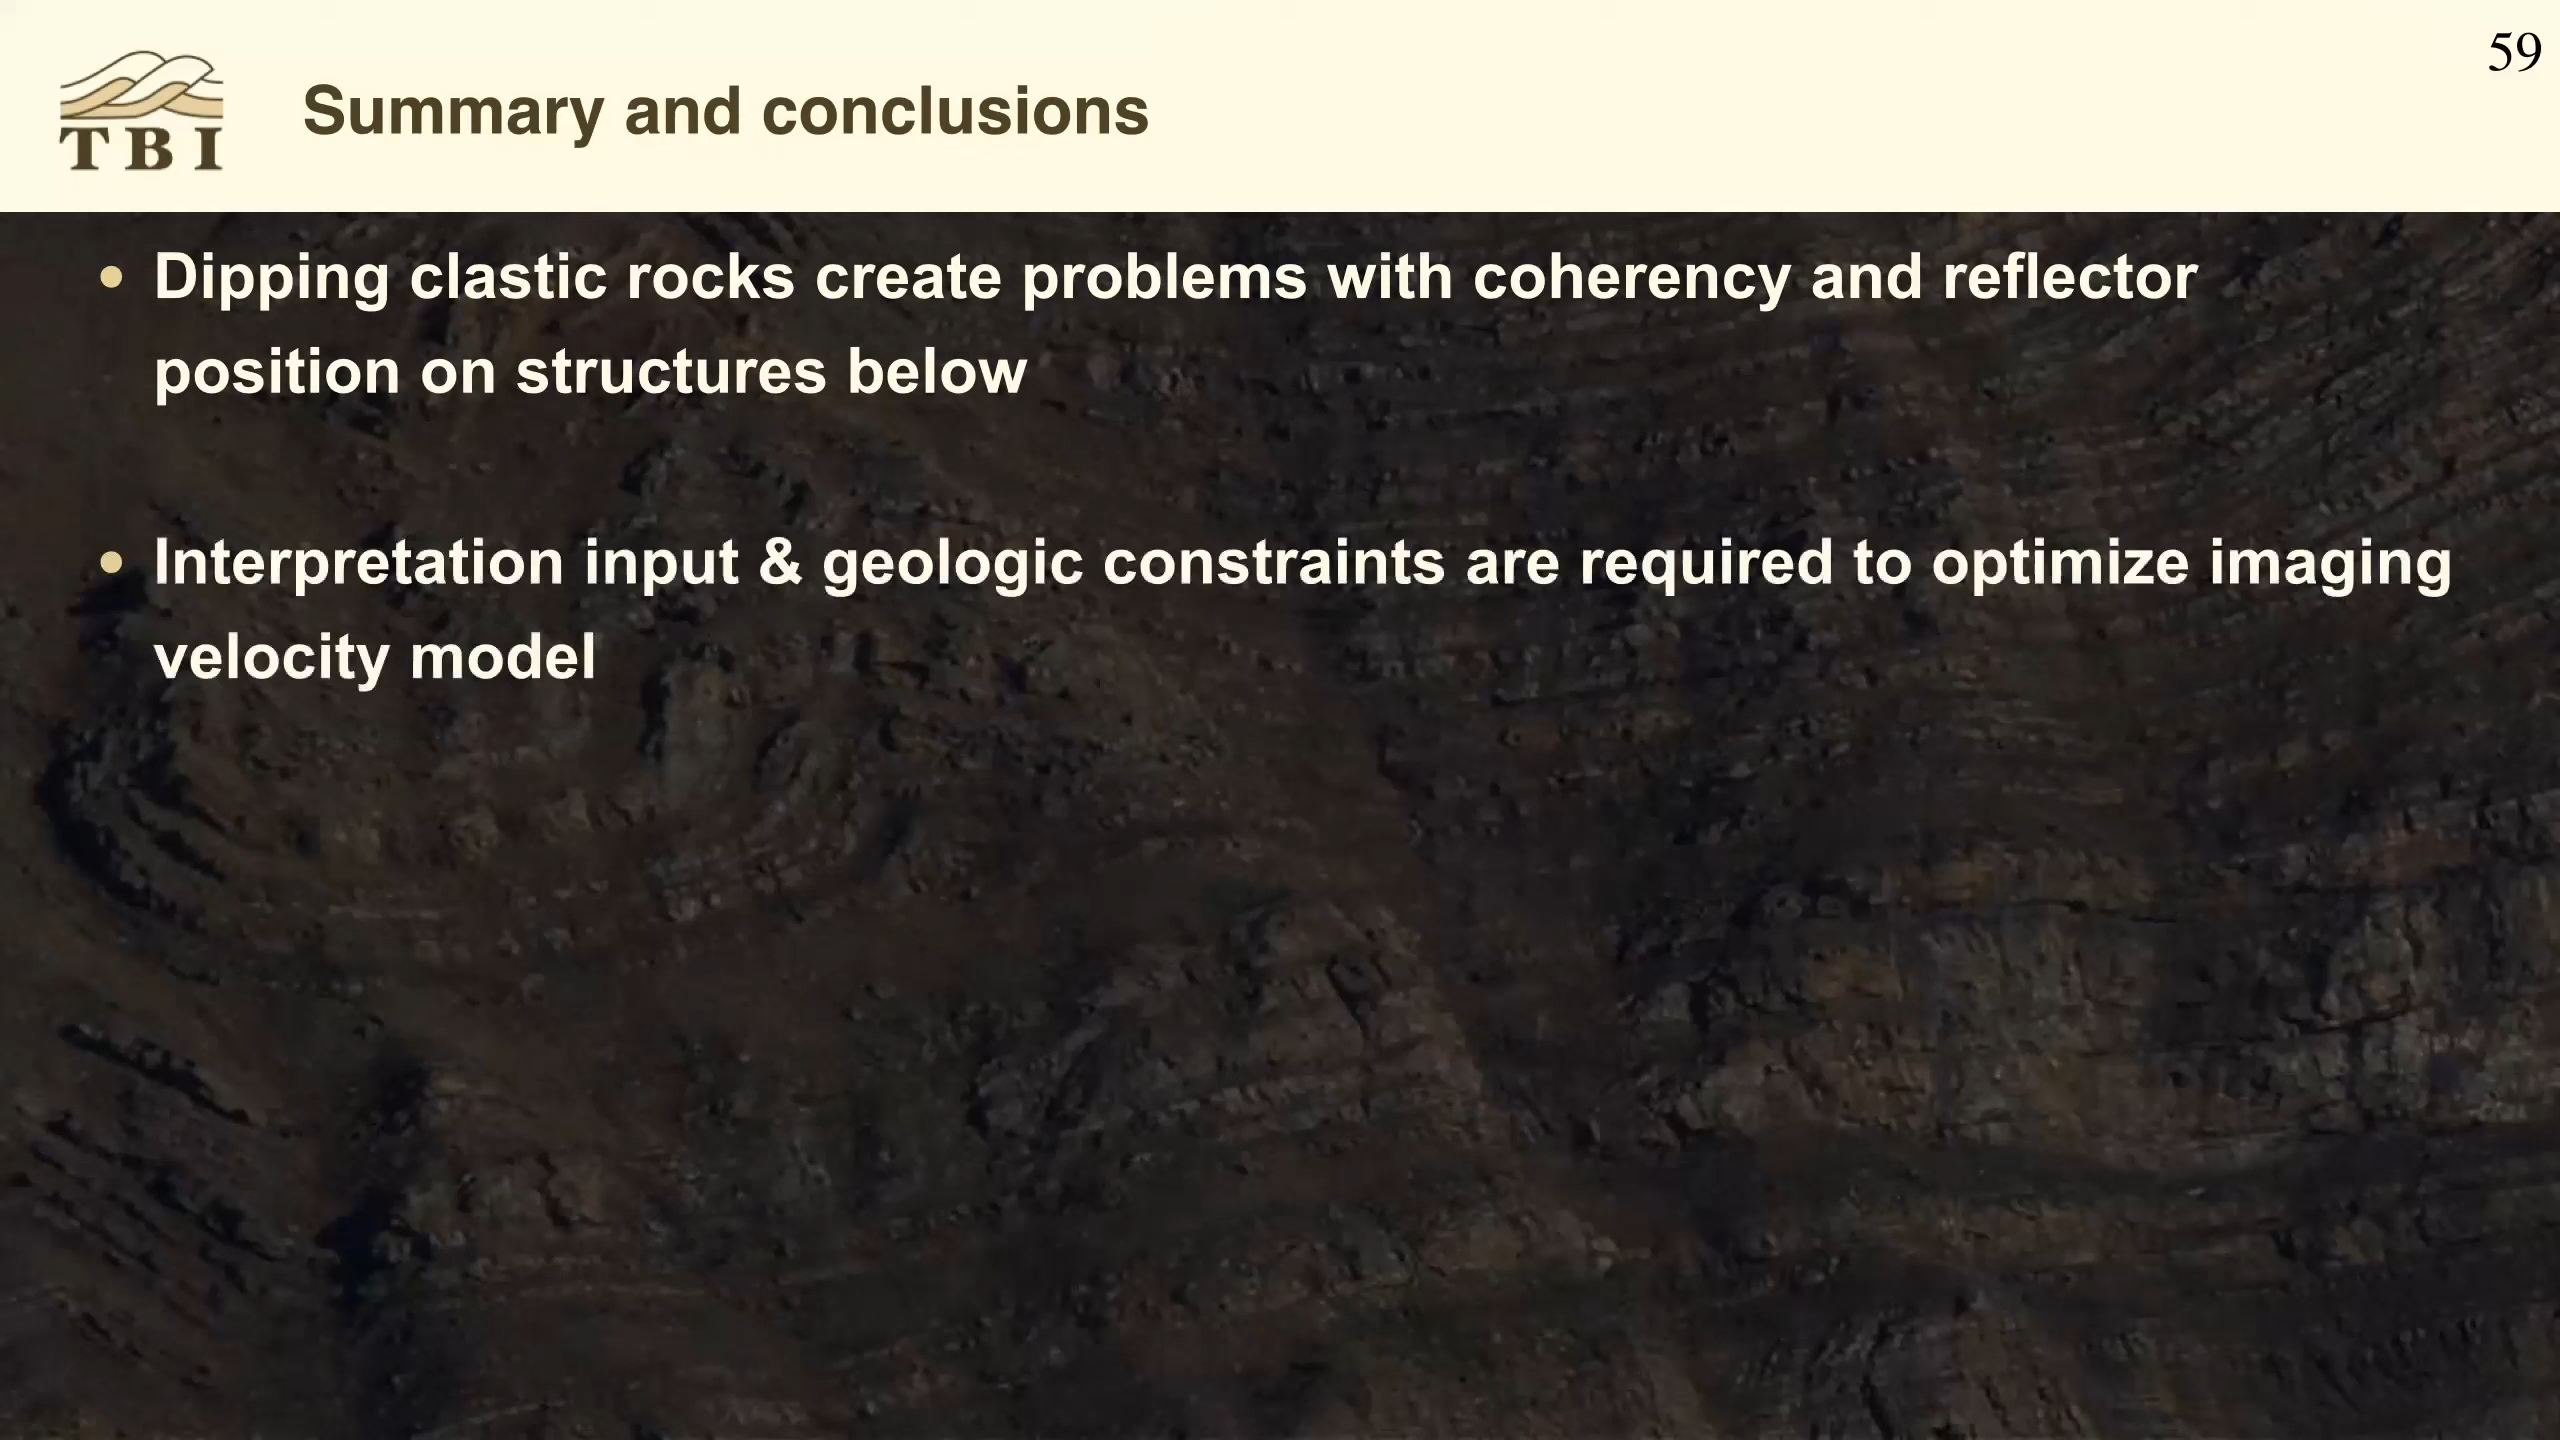 59
TBI
Summary and conclusions
• Dipping clastic rocks create problems with coherency and reflector
position on structures below
• Interpretation input & geologic constraints are required to optimize imaging
velocity model